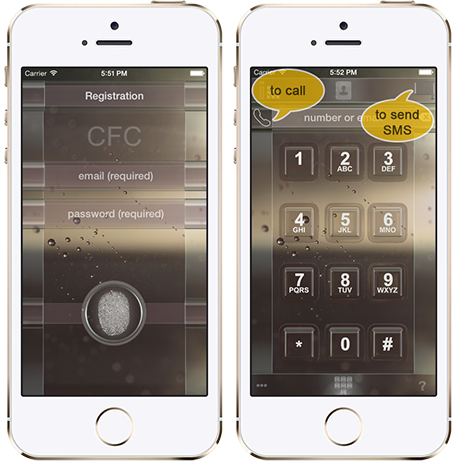 Carrier
5:51 PM
Registration
CFC
email (required)
password (required)
Carrier
5:52 PM
to call
to send
SMS
number or em
1
2
ABC
3
DEF
4
GHI
5
JKL
6
MNO
7
PQRS
8
TUV
9
WXYZ
*
0
#
...
?